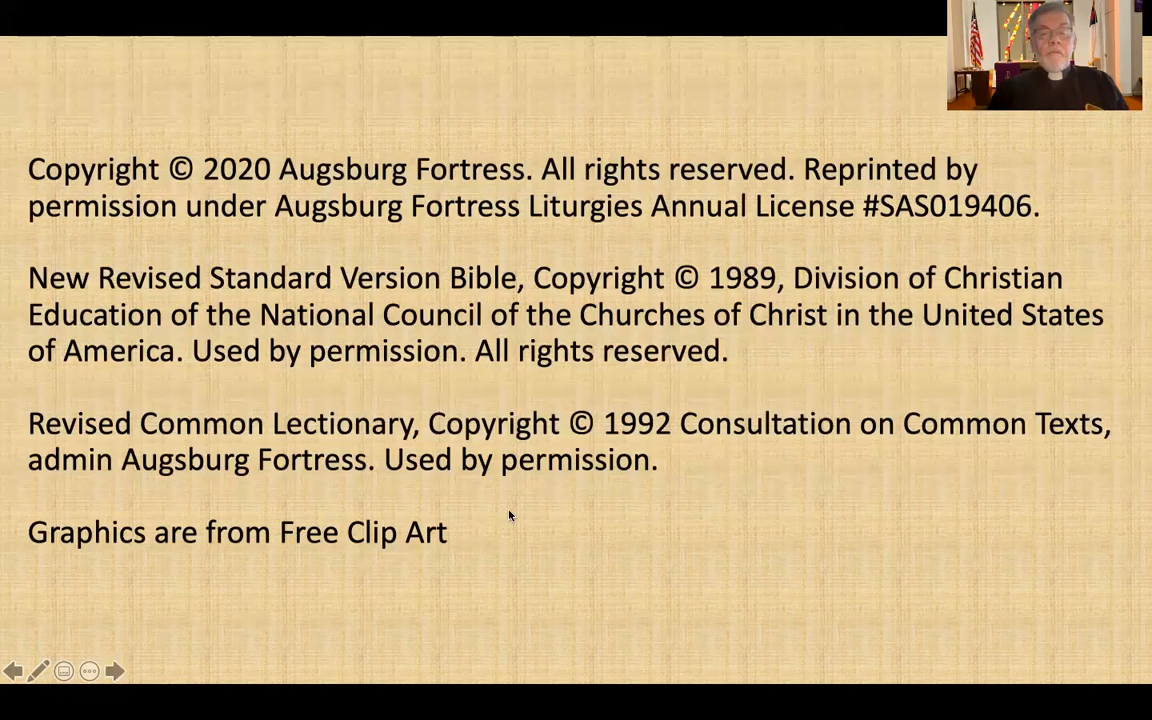 Copyright © 2020 Augsburg Fortress. All rights reserved. Reprinted by
permission under Augsburg Fortress Liturgies Annual License #SAS019406.
New Revised Standard Version Bible, Copyright © 1989, Division of Christian
Education of the National Council of the Churches of Christ in the United States
of America. Used by permission. All rights reserved.
Revised Common Lectionary, Copyright © 1992 Consultation on Common Texts,
admin Augsburg Fortress. Used by permission.
Graphics are from Free Clip Art